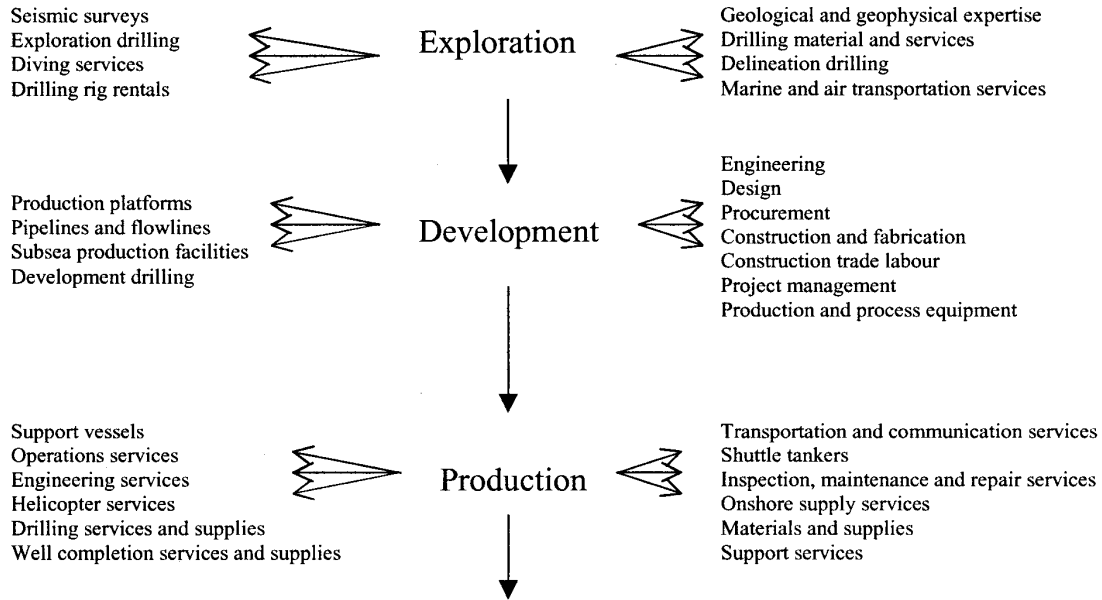 Seismic surveys
Exploration drilling
Diving services
Drilling rig rentals
Exploration
Geological and geophysical expertise
Drilling material and services
Delineation drilling
Marine and air transportation services
Production platforms
Pipelines and flowlines
Subsea production facilities
Development drilling
Development
Engineering
Design
Procurement
Construction and fabrication
Construction trade labour
Project management
Production and process equipment
Support vessels
Operations services
Engineering services
Helicopter services
Drilling services and supplies
Well completion services and supplies
Production
Transportation and communication services
Shuttle tankers
Inspection, maintenance and repair services
Onshore supply services
Materials and supplies
Support services